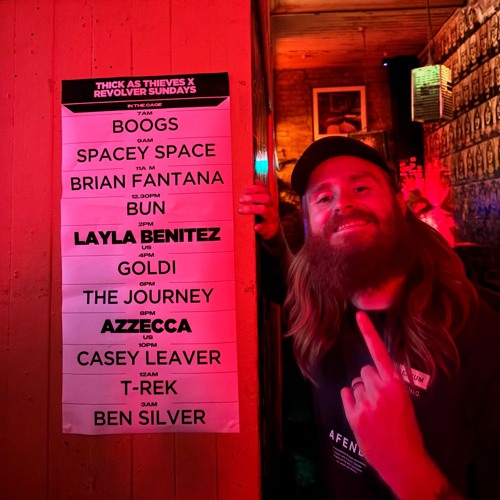 THICK AS THIEVES X
REVOLVER SUNDAYS
IN THE CAGE
7AM
BOOGS
9AM
SPACEY SPACE
11AM
BRIAN FANTANA
12.30PM
BUN
2PM
LAYLA BENITEZ
US
4PM
GOLDI
6PM
THE JOURNEY
8PM
AZZECCA
US
10PM
CASEY LEAVER
12AM
T-REK
3AM
BEN SILVER
AFEND